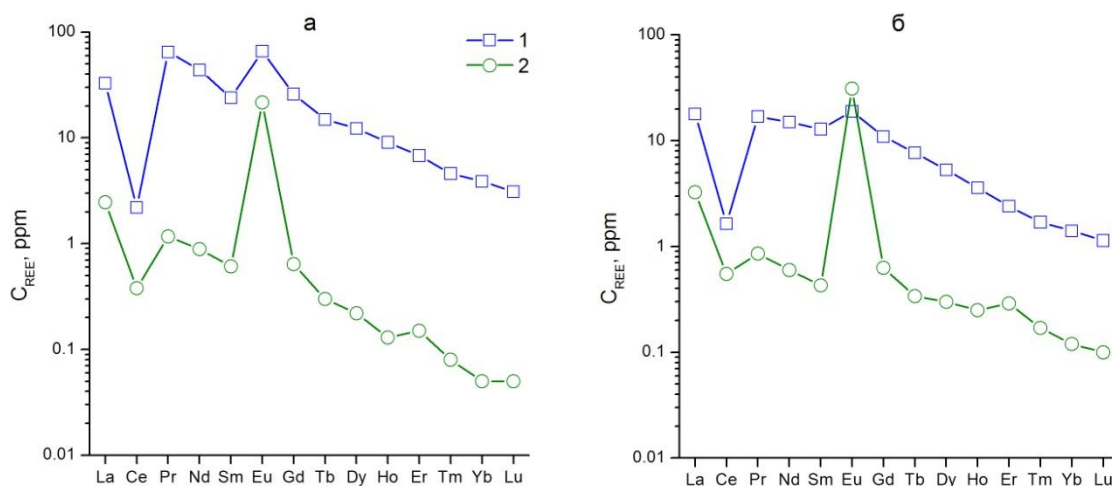 а
100
10
1
0.1
0.01
C_REE, ppm
1
2
La Ce Pr Nd Sm Eu Gd Tb Dy Ho Er Tm Yb Lu
б
100
10
1
0.1
0.01
C_REE, ppm
La Ce Pr Nd Sm Eu Gd Tb Dy Ho Er Tm Yb Lu